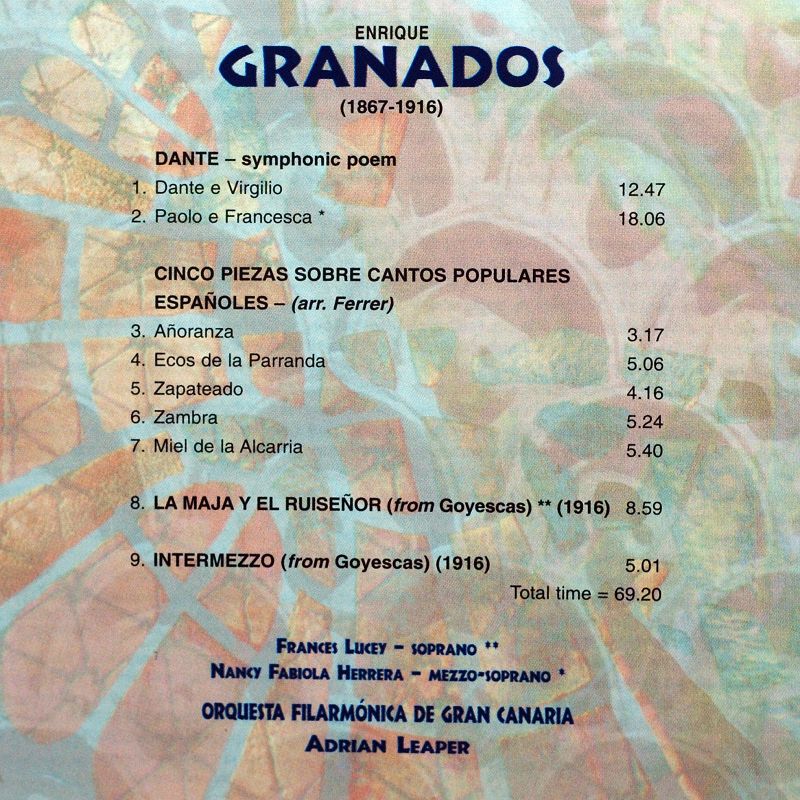 ENRIQUE
GRANADOS
(1867-1916)
DANTE – symphonic poem
1. Dante e Virgilio 12.47
2. Paolo e Francesca * 18.06
CINCO PIEZAS SOBRE CANTOS POPULARES
ESPAÑOLES – (arr. Ferrer)
3. Añoranza 3.17
4. Ecos de la Parranda 5.06
5. Zapateado 4.16
6. Zambra 5.24
7. Miel de la Alcarria 5.40
8. LA MAJA Y EL RUISEÑOR (from Goyescas) ** (1916) 8.59
9. INTERMEZZO (from Goyescas) (1916) 5.01
Total time = 69.20
FRANCES LUCEY – SOPRANO **
NANCY FABIOLA HERRERA – MEZZO-SOPRANO *
ORQUESTA FILARMÓNICA DE GRAN CANARIA
ADRIAN LEAPER